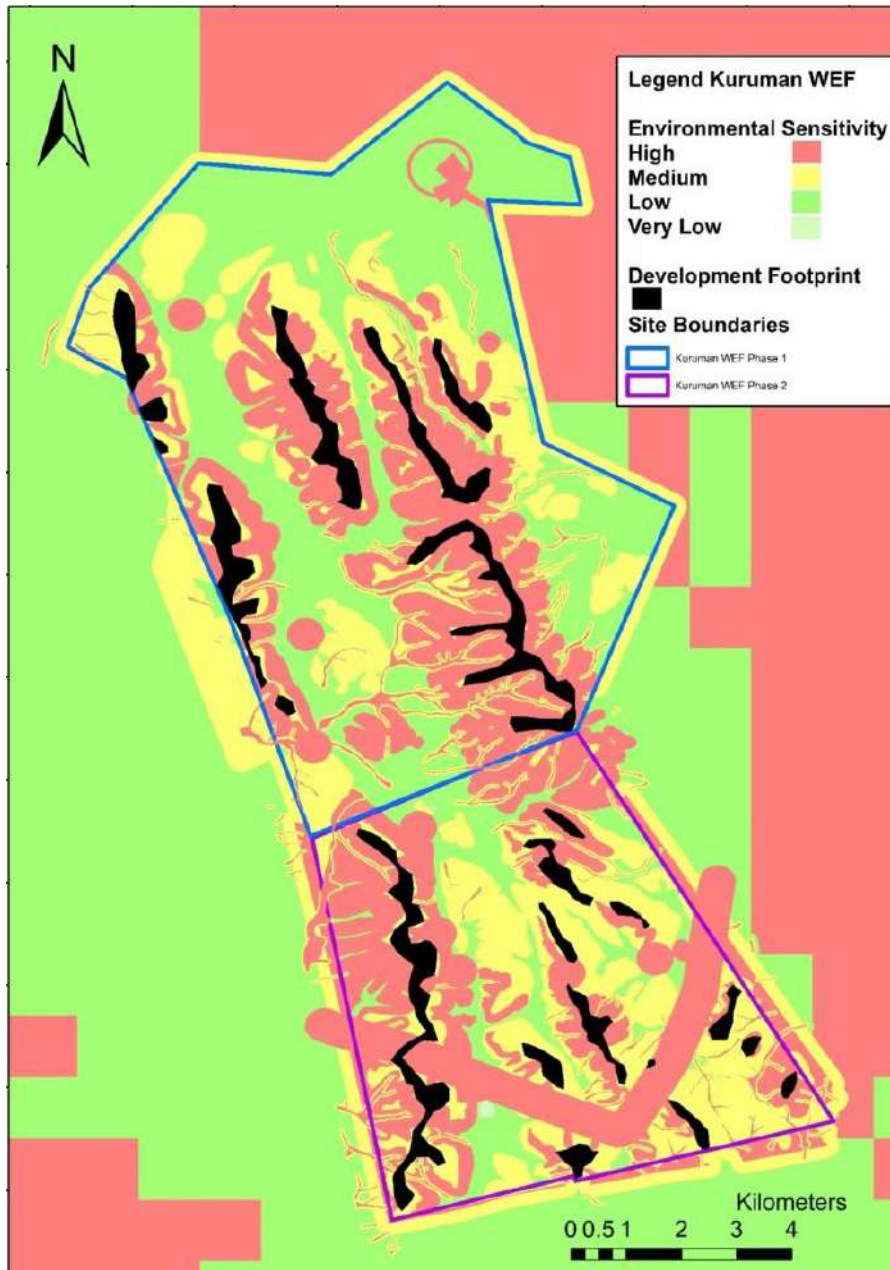 N
Legend Kuruman WEF
Environmental Sensitivity
High
Medium
Low
Very Low
Development Footprint
Site Boundaries
Kuruman WEF Phase 1
Kuruman WEF Phase 2
Kilometers
0 0.5 1 2 3 4